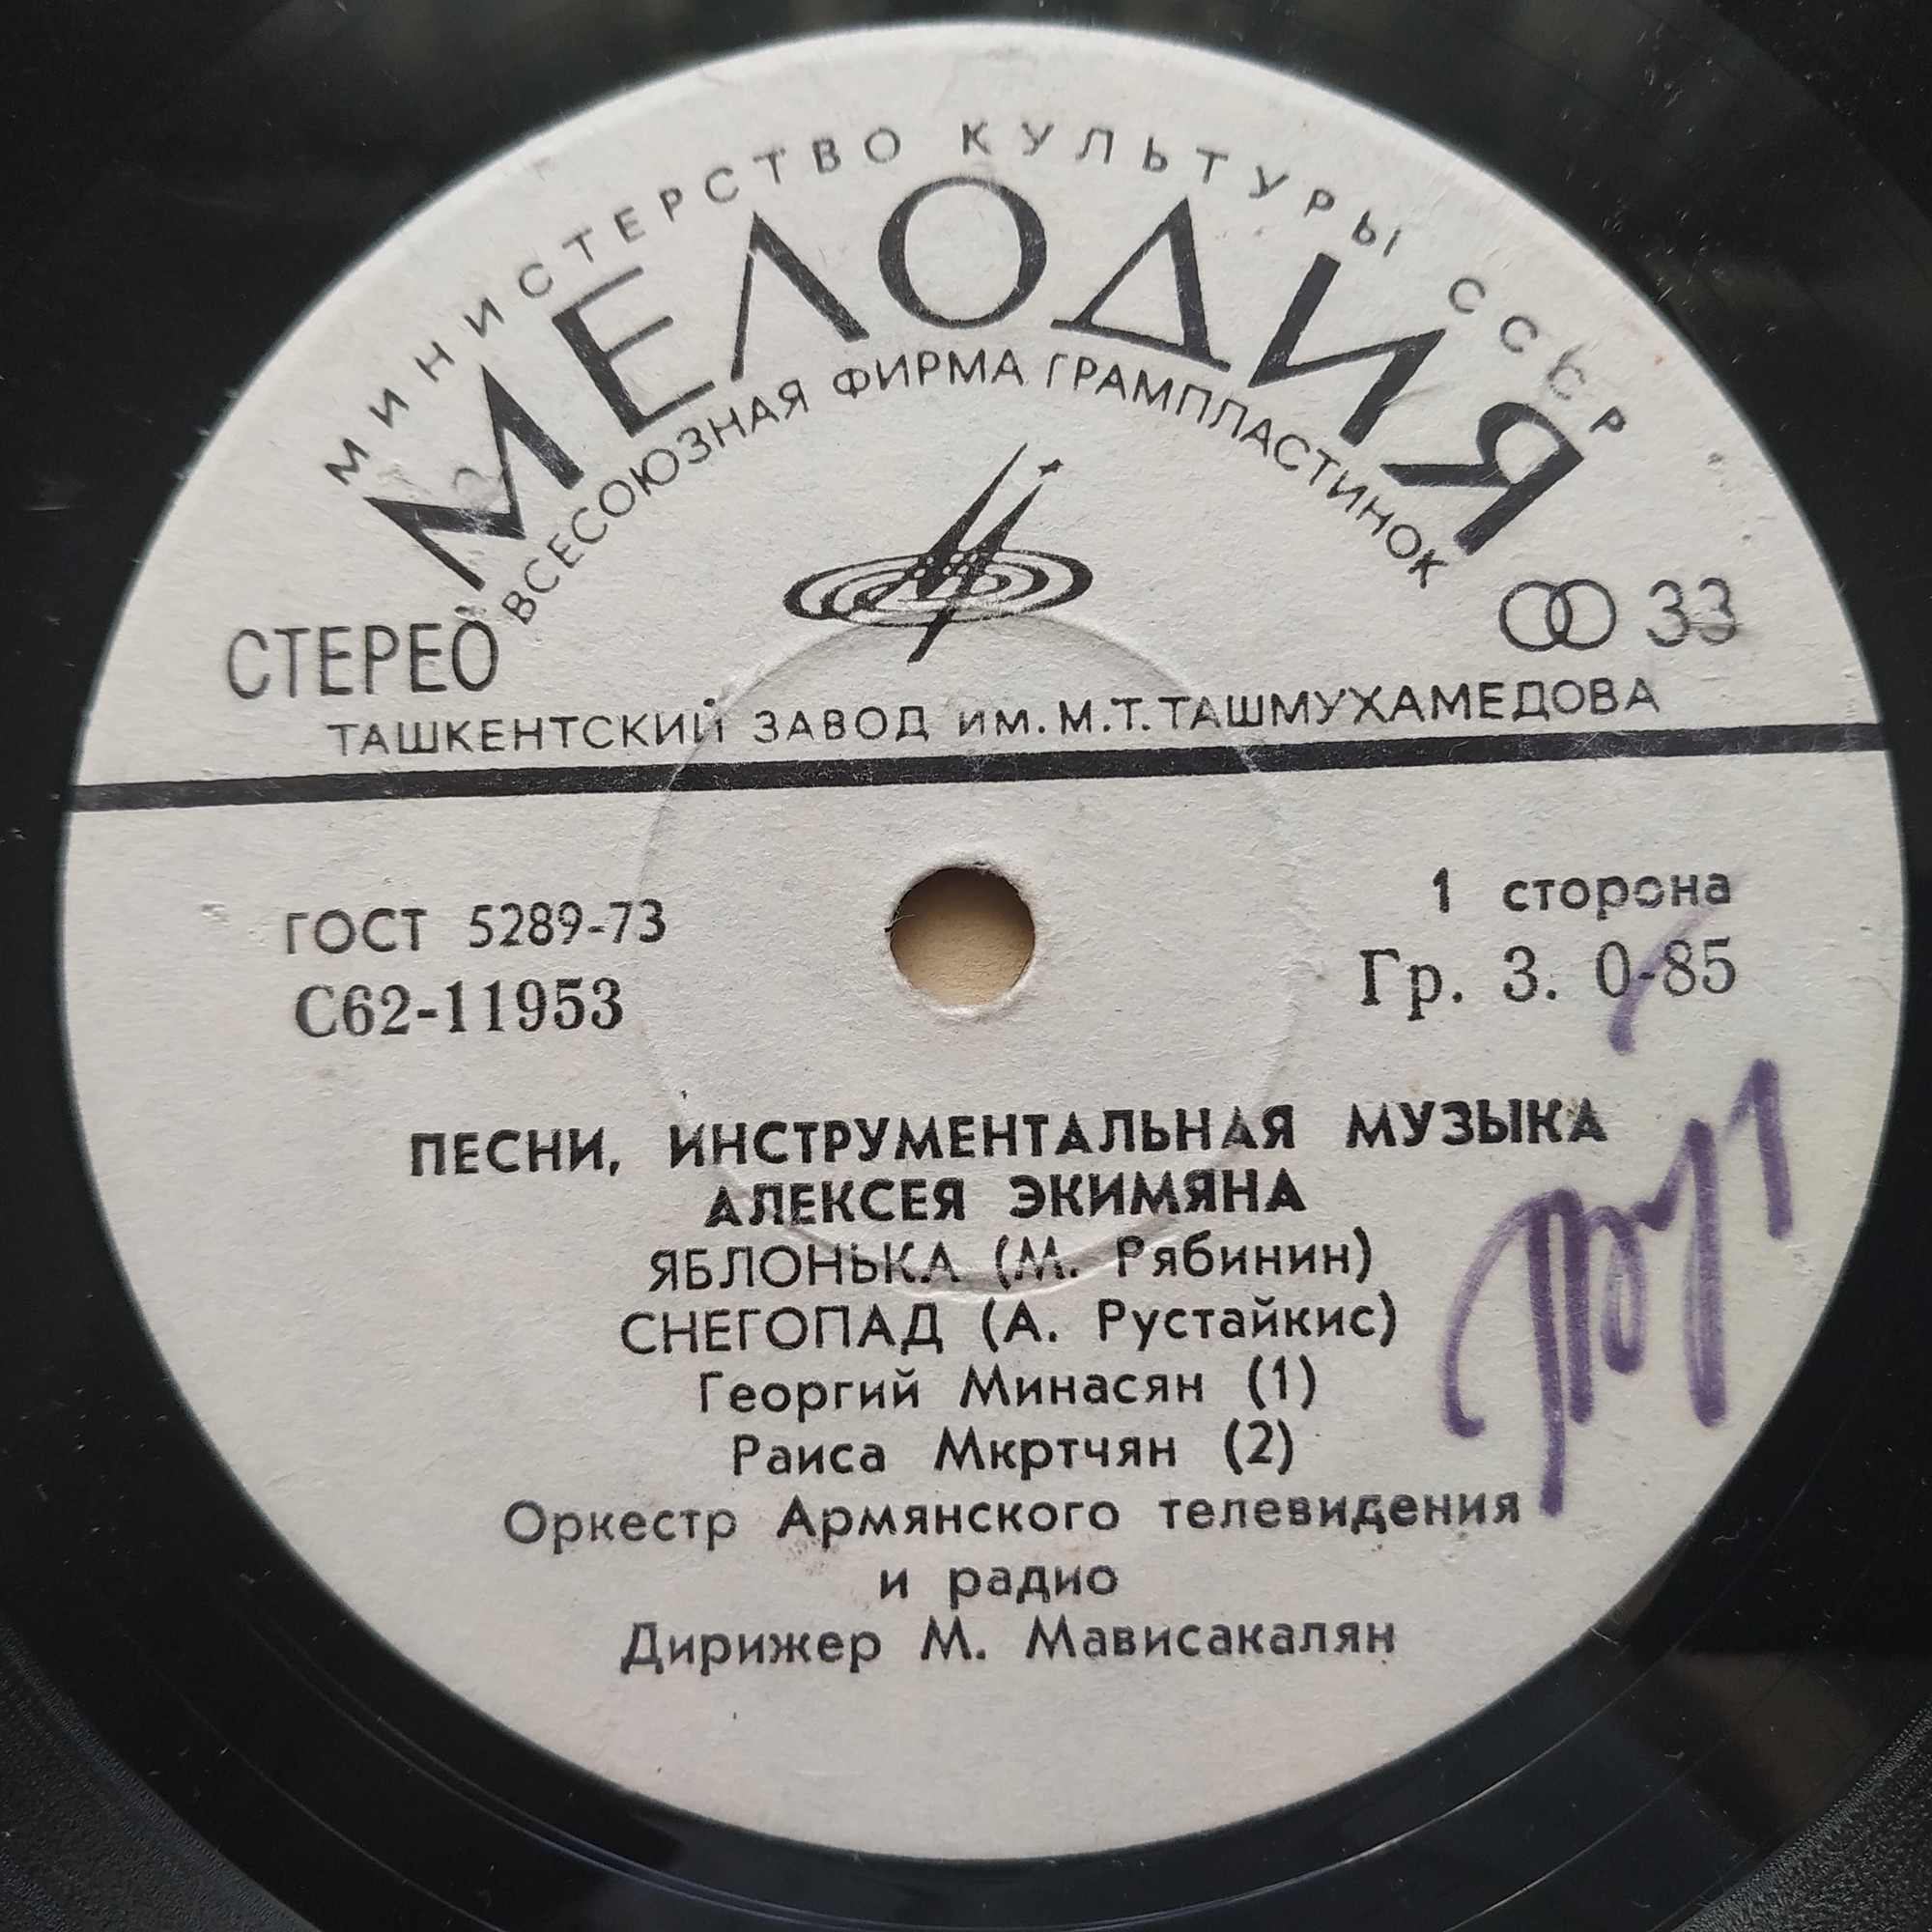 МИНИСТЕРСТВО КУЛЬТУРЫ СССР
МЕЛОДИЯ
ВСЕСОЮЗНАЯ ФИРМА ГРАМПЛАСТИНОК
СТЕРЕО
33
ТАШКЕНТСКИЙ ЗАВОД ИМ. М.Т. ТАШМУХАМЕДОВА
ГОСТ 5289-73
1 сторона
С62-11953
Гр. 3. 0-85
ПЕСНИ, ИНСТРУМЕНТАЛЬНАЯ МУЗЫКА
АЛЕКСЕЯ ЭКИМЯНА
ЯБЛОНЬКА (М. Рябинин)
СНЕГОПАД (А. Рустайкис)
Георгий Минасян (1)
Раиса Мкртчян (2)
Оркестр Армянского телевидения
и радио
Дирижер М. Мависакалян